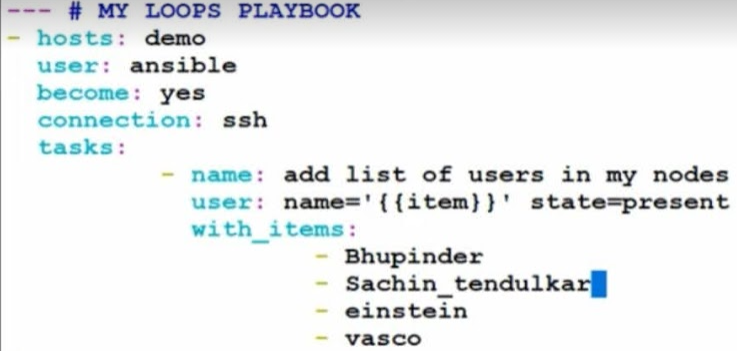 --- # MY LOOPS PLAYBOOK
- hosts: demo
  user: ansible
  become: yes
  connection: ssh
  tasks:
          - name: add list of users in my nodes
            user: name='{{item}}' state=present
            with_items:
                    - Bhupinder
                    - Sachin_tendulkar
                    - einstein
                    - vasco